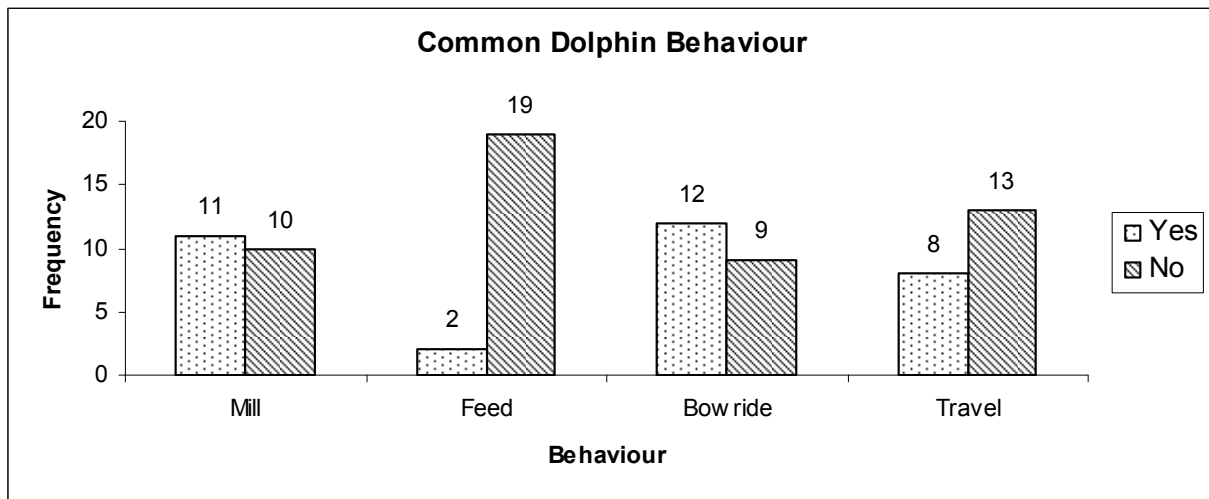 Common Dolphin Behaviour
20
15
10
5
0
Frequency
11
10
2
19
12
9
8
13
Mill
Feed
Bow ride
Travel
Behaviour
Yes
No